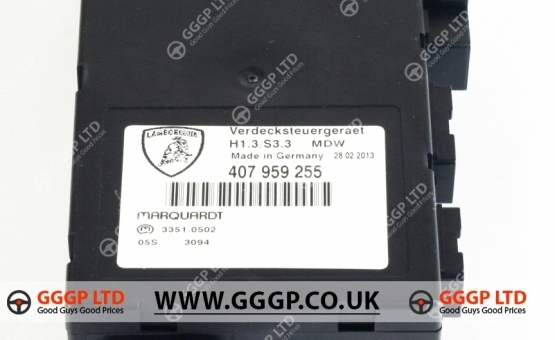 LAMBORGHINI
Verdecksteuergeraet
H1.3 S3.3 MDW
Made in Germany 28.02.2013
407 959 255
MARQUARDT
3351.0502
05S 3094
GGGP LTD
Good Guys Good Prices
WWW.GGGP.CO.UK
GGGP LTD
Good Guys Good Prices